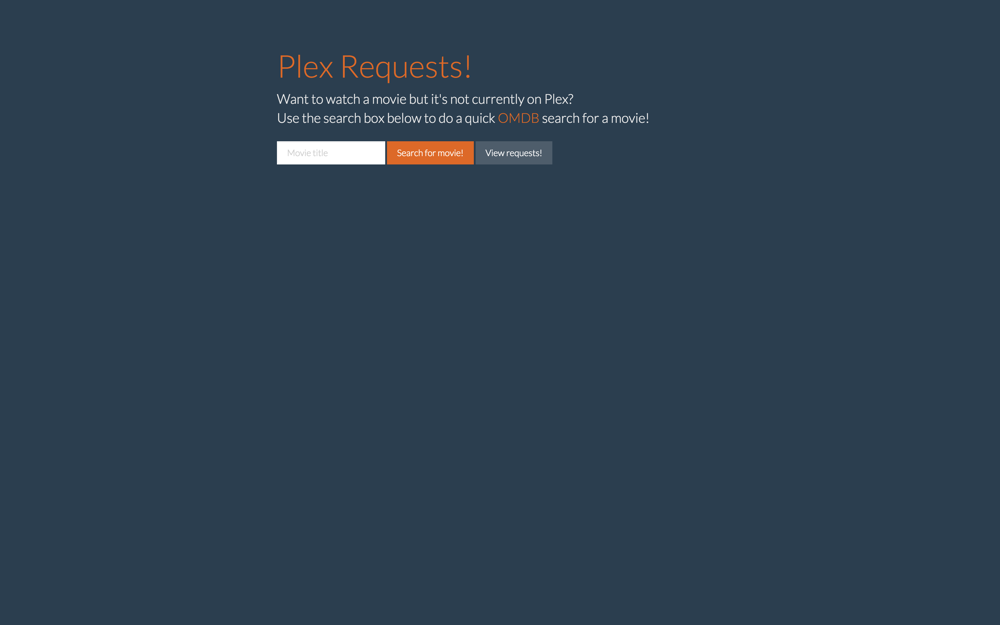 Plex Requests!
Want to watch a movie but it's not currently on Plex?
Use the search box below to do a quick OMDB search for a movie!
Movie title Search for movie! View requests!